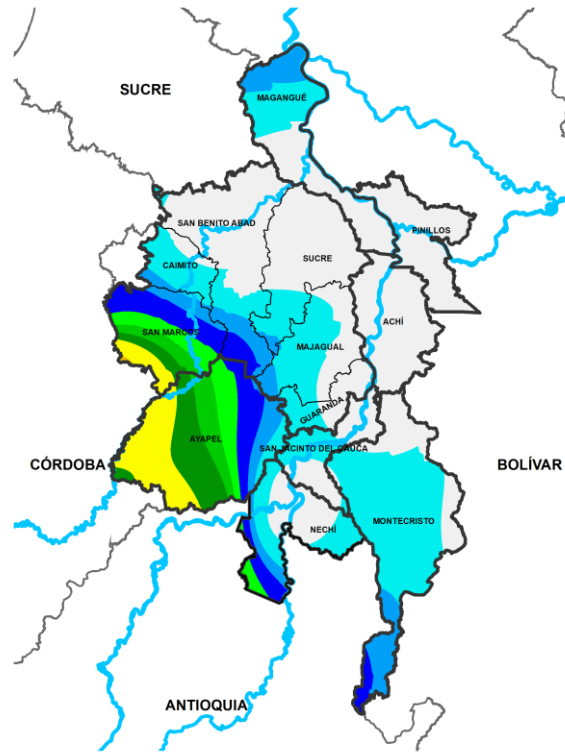 SUCRE
MAGANGUÉ
SAN BENITO ABAD
PINILLOS
SUCRE
CAIMITO
ACHÍ
SAN MARCOS
MAJAGUAL
GUARANDA
AYAPEL
SAN JACINTO DEL CAUCA
CÓRDOBA
BOLÍVAR
MONTECRISTO
NECHÍ
ANTIOQUIA